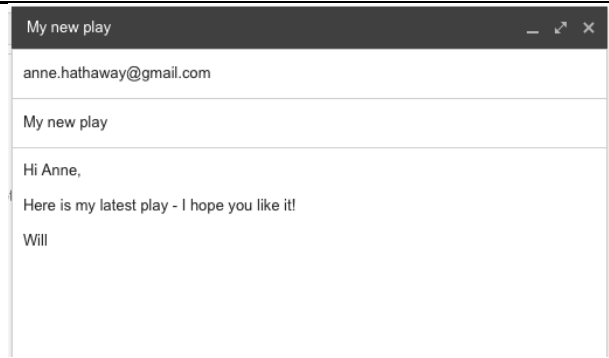 My new play
anne.hathaway@gmail.com
My new play
Hi Anne,
Here is my latest play - I hope you like it!
Will